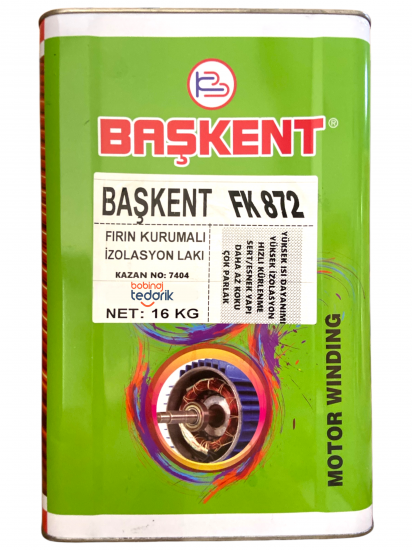 BAŞKENT®
BAŞKENT FK 872
FIRIN KURUMALI
İZOLASYON LAKI
KAZAN NO: 7404
bobinaj
tedarik
NET: 16 KG
YÜKSEK ISI DAYANIMI
YÜKSEK İZOLASYON
HIZLI KÜRLENME
SERT/ESNEK YAPI
DAHA AZ KOKU
ÇOK PARLAK
MOTOR WINDING